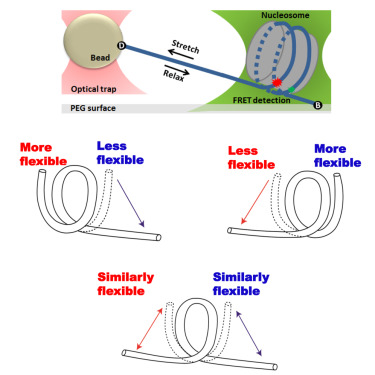 Nucleosome
D
Stretch
Bead
Relax
Optical trap
FRET detection
B
PEG surface
More
flexible
Less
flexible
Less
flexible
More
flexible
Similarly
flexible
Similarly
flexible